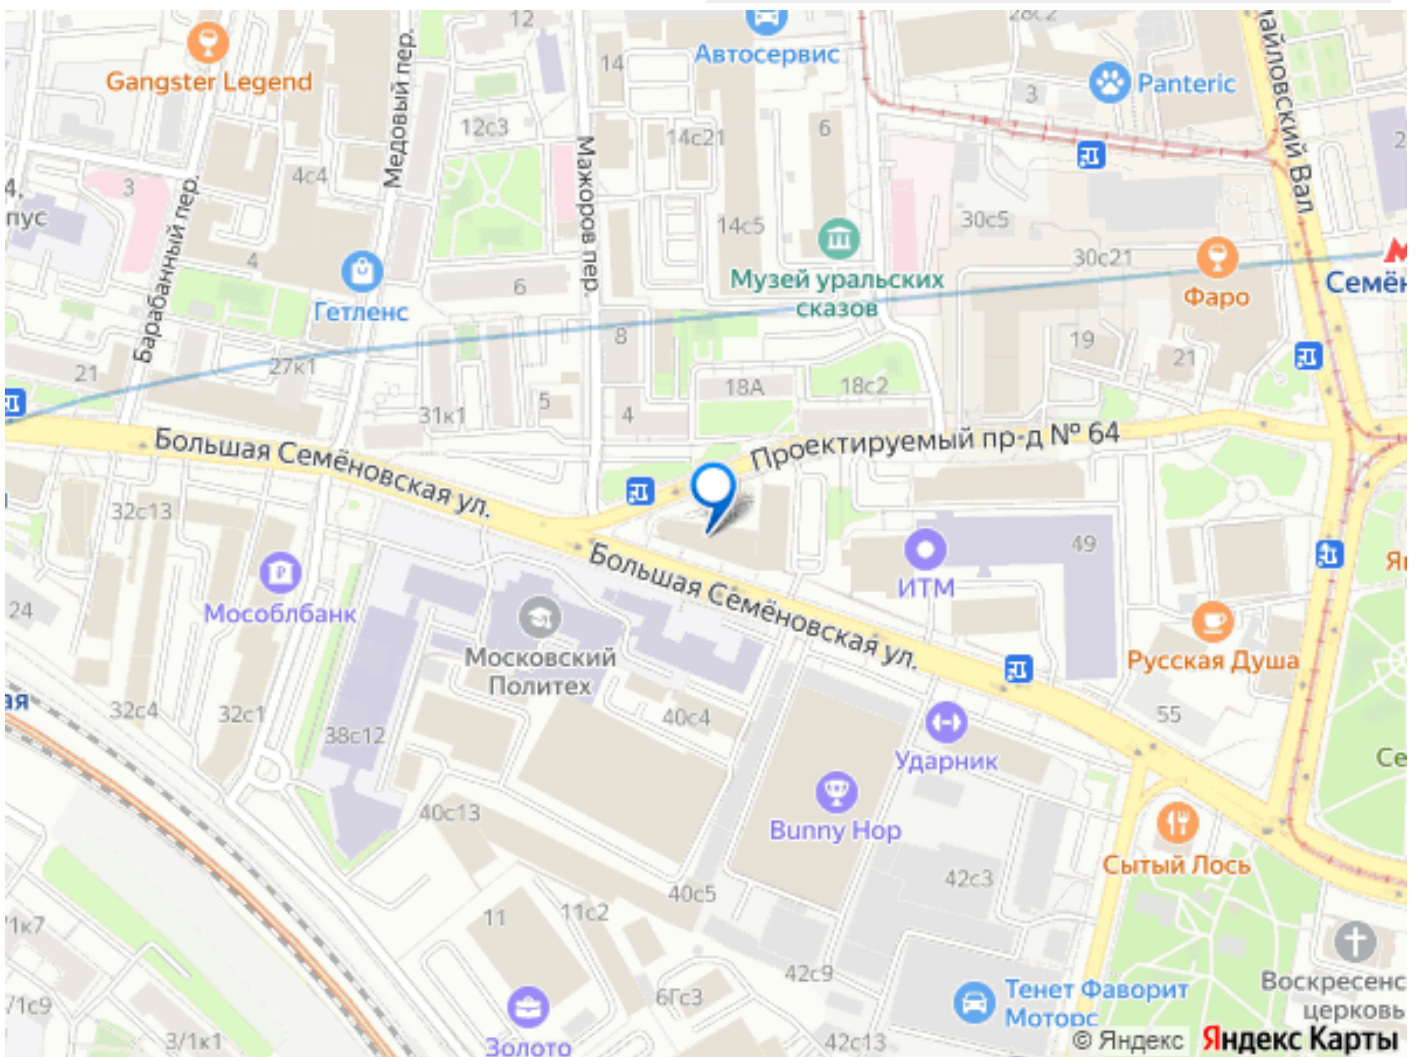 12
28с2
Gangster Legend
Медовый пер.
14
Автосервис
3
Panteric
айловский Вал
12с3
Мажоров пер.
14с21
6
2
4,
пус
3
4с4
Барабанный пер.
14с5
30с5
4
Гетленс
6
Музей уральских
сказов
30с21
Фаро
Семён
21
27к1
8
19
21
31к1
5
4
18А
18с2
Большая Семёновская ул.
Проектируемый пр-д № 64
32с13
Большая Семёновская ул.
ИТМ
49
24
Мособлбанк
Московский
Политех
Русская Душа
ая
32с4
32с1
38с12
40с4
55
Ударник
Се
40с13
Bunny Hop
Сытый Лось
40с5
42с3
11
11с2
/1к7
42с9
6Гс3
Воскресенс
церковь
/1с9
Тенет Фаворит
Моторс
3/1к1
Золото
42с13
© Яндекс Яндекс Карты